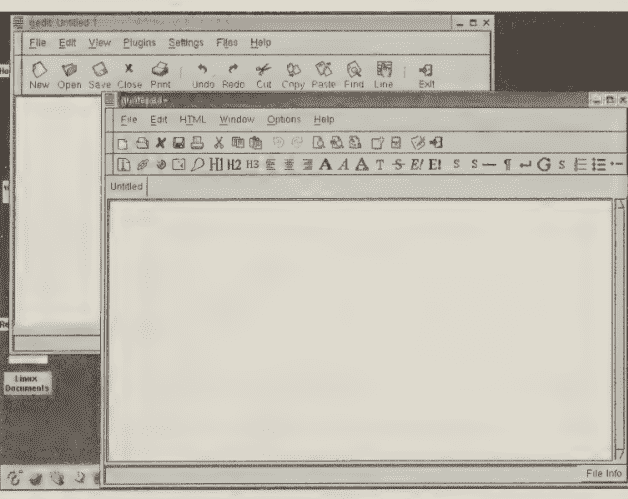 gedit: Untitled 1
File Edit View Plugins Settings Files Help
New Open Save Close Print Undo Redo Cut Copy Paste Find Line Exit
File Edit HTML Window Options Help
H1 H2 H3 A A A T S E! E! S S ¶ G S
Untitled
Linux
Documents
File Info